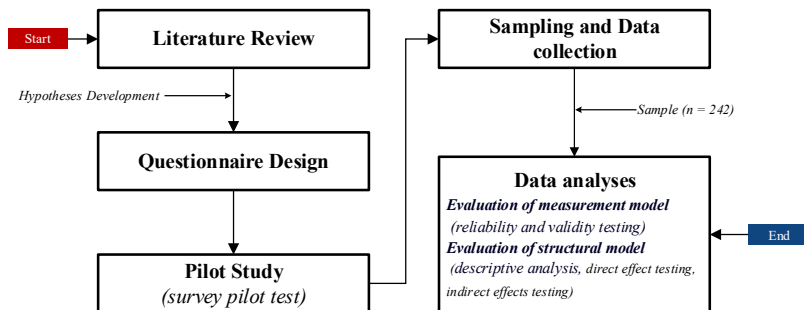 Start
Literature Review
Hypotheses Development
Questionnaire Design
Pilot Study
(survey pilot test)
Sampling and Data
collection
Sample (n = 242)
Data analyses
Evaluation of measurement model
(reliability and validity testing)
Evaluation of structural model
(descriptive analysis, direct effect testing,
indirect effects testing)
End